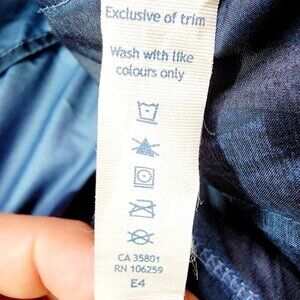 Exclusive of trim
Wash with like
colours only
CA 35801
RN 106259
E4